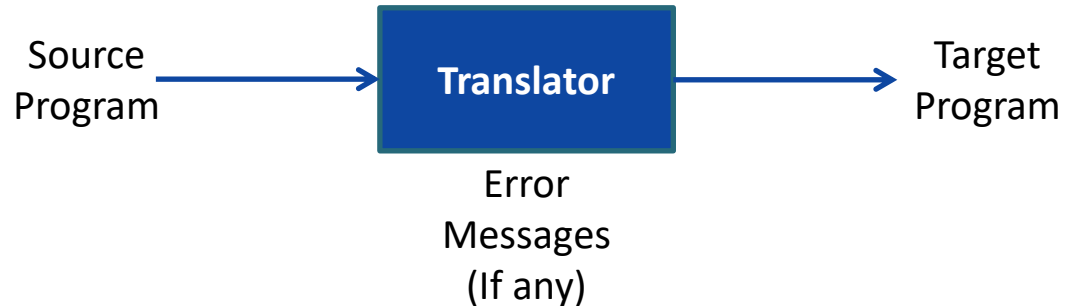 Source
Program
Translator
Target
Program
Error
Messages
(If any)